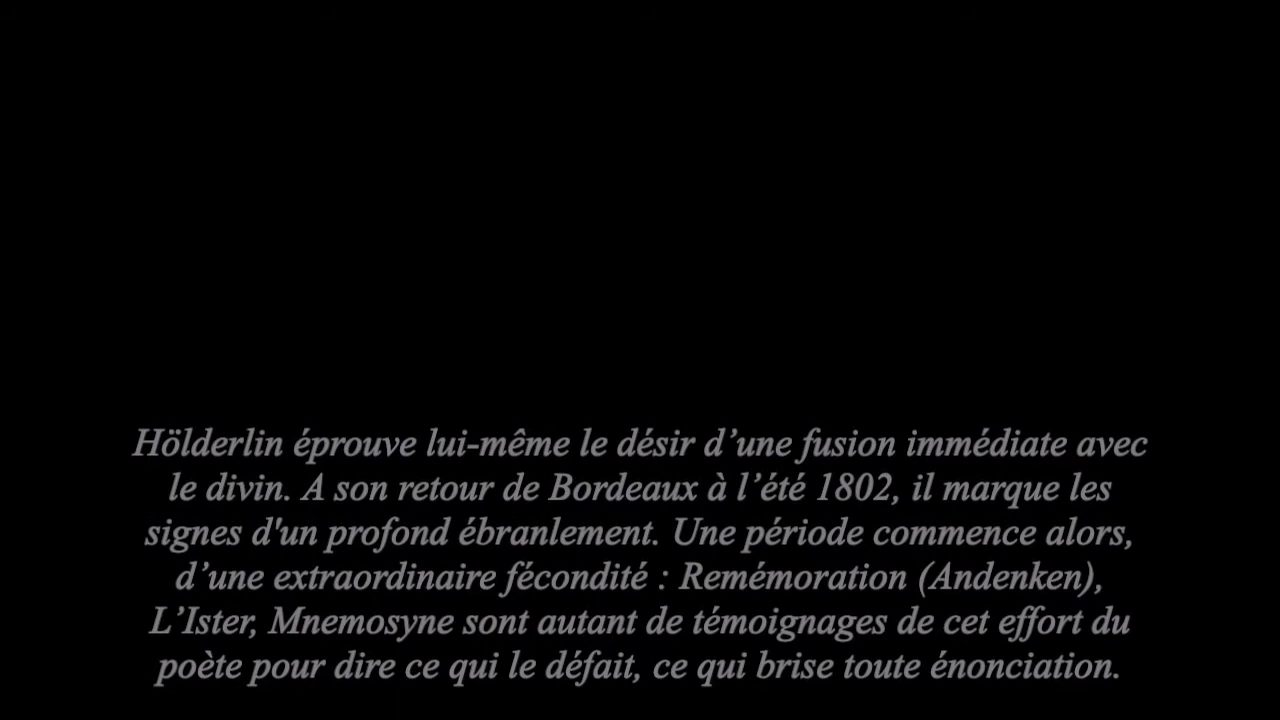 Hölderlin éprouve lui-même le désir d’une fusion immédiate avec
le divin. A son retour de Bordeaux à l’été 1802, il marque les
signes d'un profond ébranlement. Une période commence alors,
d’une extraordinaire fécondité : Remémoration (Andenken),
L’Ister, Mnemosyne sont autant de témoignages de cet effort du
poète pour dire ce qui le défait, ce qui brise toute énonciation.